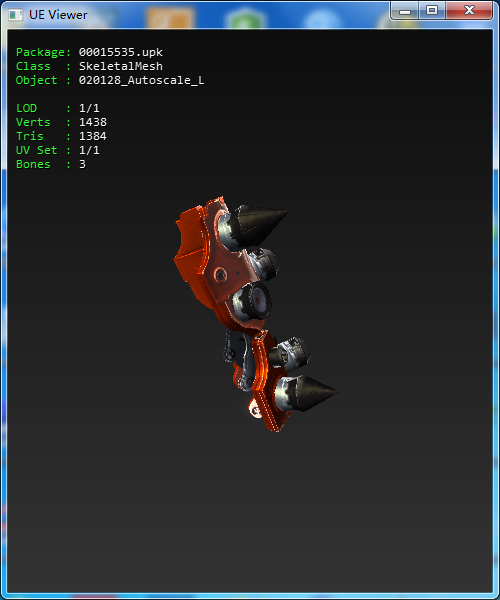 UE Viewer
Package: 00015535.upk
Class  : SkeletalMesh
Object : 020128_Autoscale_L
LOD    : 1/1
Verts  : 1438
Tris   : 1384
UV Set : 1/1
Bones  : 3